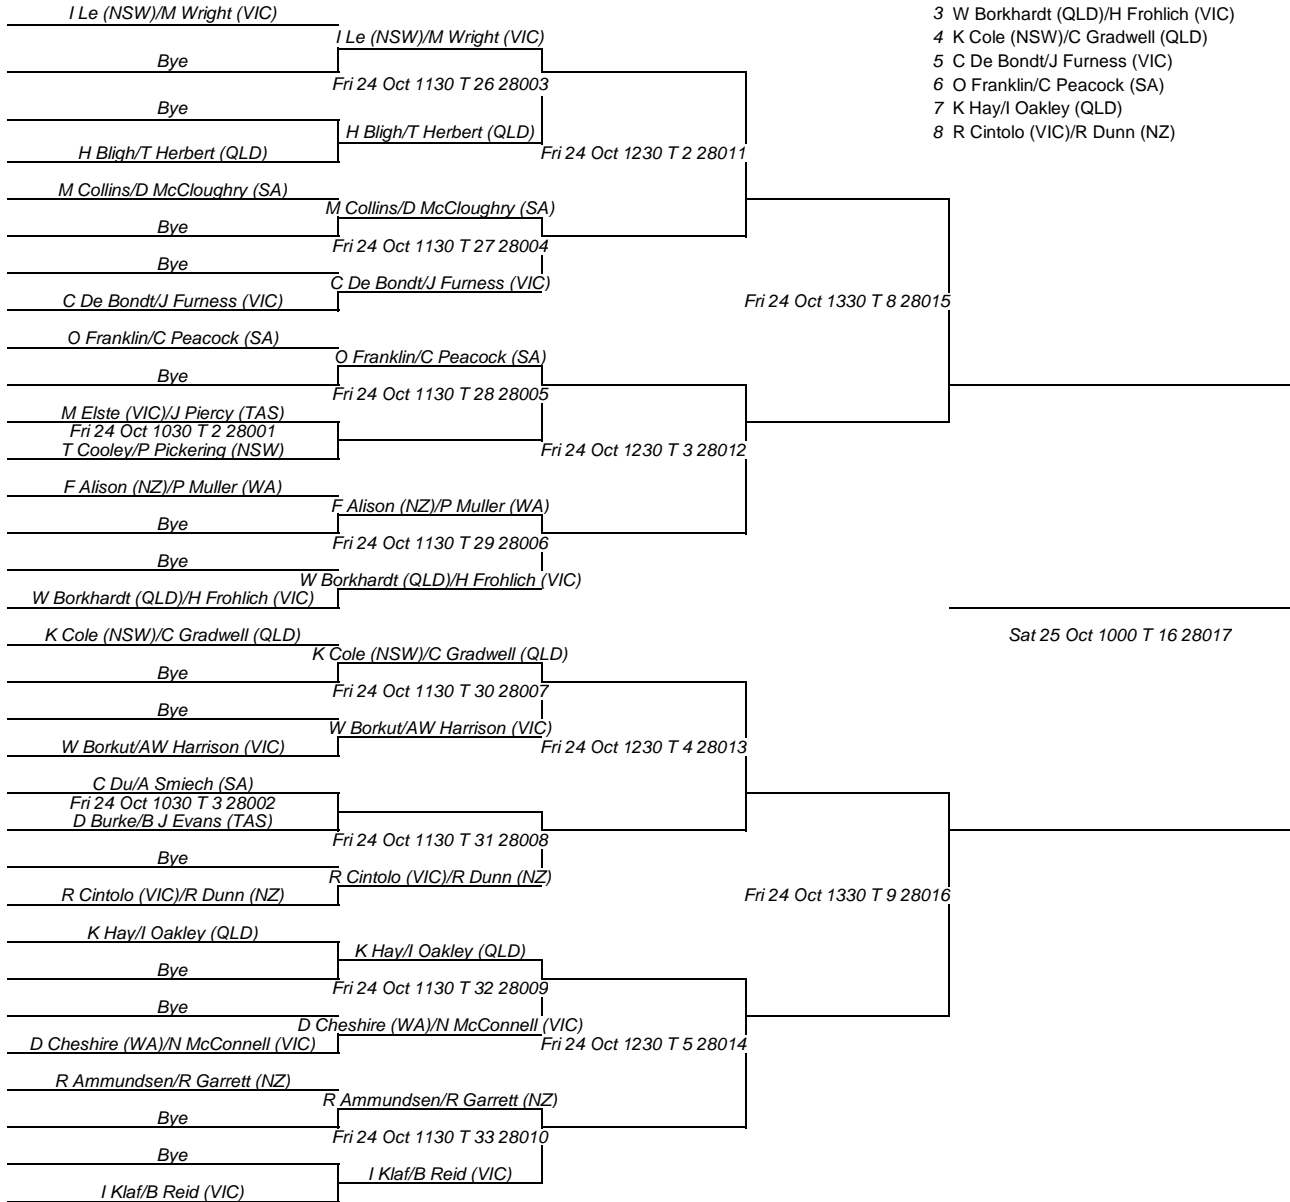 I Le (NSW)/M Wright (VIC)
Bye
Bye
H Bligh/T Herbert (QLD)
M Collins/D McCloughry (SA)
Bye
Bye
C De Bondt/J Furness (VIC)
O Franklin/C Peacock (SA)
Bye
M Elste (VIC)/J Piercy (TAS)
Fri 24 Oct 1030 T 2 28001
T Cooley/P Pickering (NSW)
F Alison (NZ)/P Muller (WA)
Bye
Bye
W Borkhardt (QLD)/H Frohlich (VIC)
K Cole (NSW)/C Gradwell (QLD)
Bye
Bye
W Borkut/AW Harrison (VIC)
C Du/A Smiech (SA)
Fri 24 Oct 1030 T 3 28002
D Burke/B J Evans (TAS)
Bye
R Cintolo (VIC)/R Dunn (NZ)
K Hay/I Oakley (QLD)
Bye
Bye
D Cheshire (WA)/N McConnell (VIC)
R Ammundsen/R Garrett (NZ)
Bye
Bye
I Klaf/B Reid (VIC)
I Le (NSW)/M Wright (VIC)
Fri 24 Oct 1130 T 26 28003
H Bligh/T Herbert (QLD)
M Collins/D McCloughry (SA)
Fri 24 Oct 1130 T 27 28004
C De Bondt/J Furness (VIC)
O Franklin/C Peacock (SA)
Fri 24 Oct 1130 T 28 28005
F Alison (NZ)/P Muller (WA)
Fri 24 Oct 1130 T 29 28006
W Borkhardt (QLD)/H Frohlich (VIC)
K Cole (NSW)/C Gradwell (QLD)
Fri 24 Oct 1130 T 30 28007
W Borkut/AW Harrison (VIC)
Fri 24 Oct 1130 T 31 28008
R Cintolo (VIC)/R Dunn (NZ)
K Hay/I Oakley (QLD)
Fri 24 Oct 1130 T 32 28009
D Cheshire (WA)/N McConnell (VIC)
R Ammundsen/R Garrett (NZ)
Fri 24 Oct 1130 T 33 28010
I Klaf/B Reid (VIC)
Fri 24 Oct 1230 T 2 28011
Fri 24 Oct 1230 T 3 28012
Fri 24 Oct 1230 T 4 28013
Fri 24 Oct 1230 T 5 28014
Fri 24 Oct 1330 T 8 28015
Fri 24 Oct 1330 T 9 28016
3 W Borkhardt (QLD)/H Frohlich (VIC)
4 K Cole (NSW)/C Gradwell (QLD)
5 C De Bondt/J Furness (VIC)
6 O Franklin/C Peacock (SA)
7 K Hay/I Oakley (QLD)
8 R Cintolo (VIC)/R Dunn (NZ)
Sat 25 Oct 1000 T 16 28017